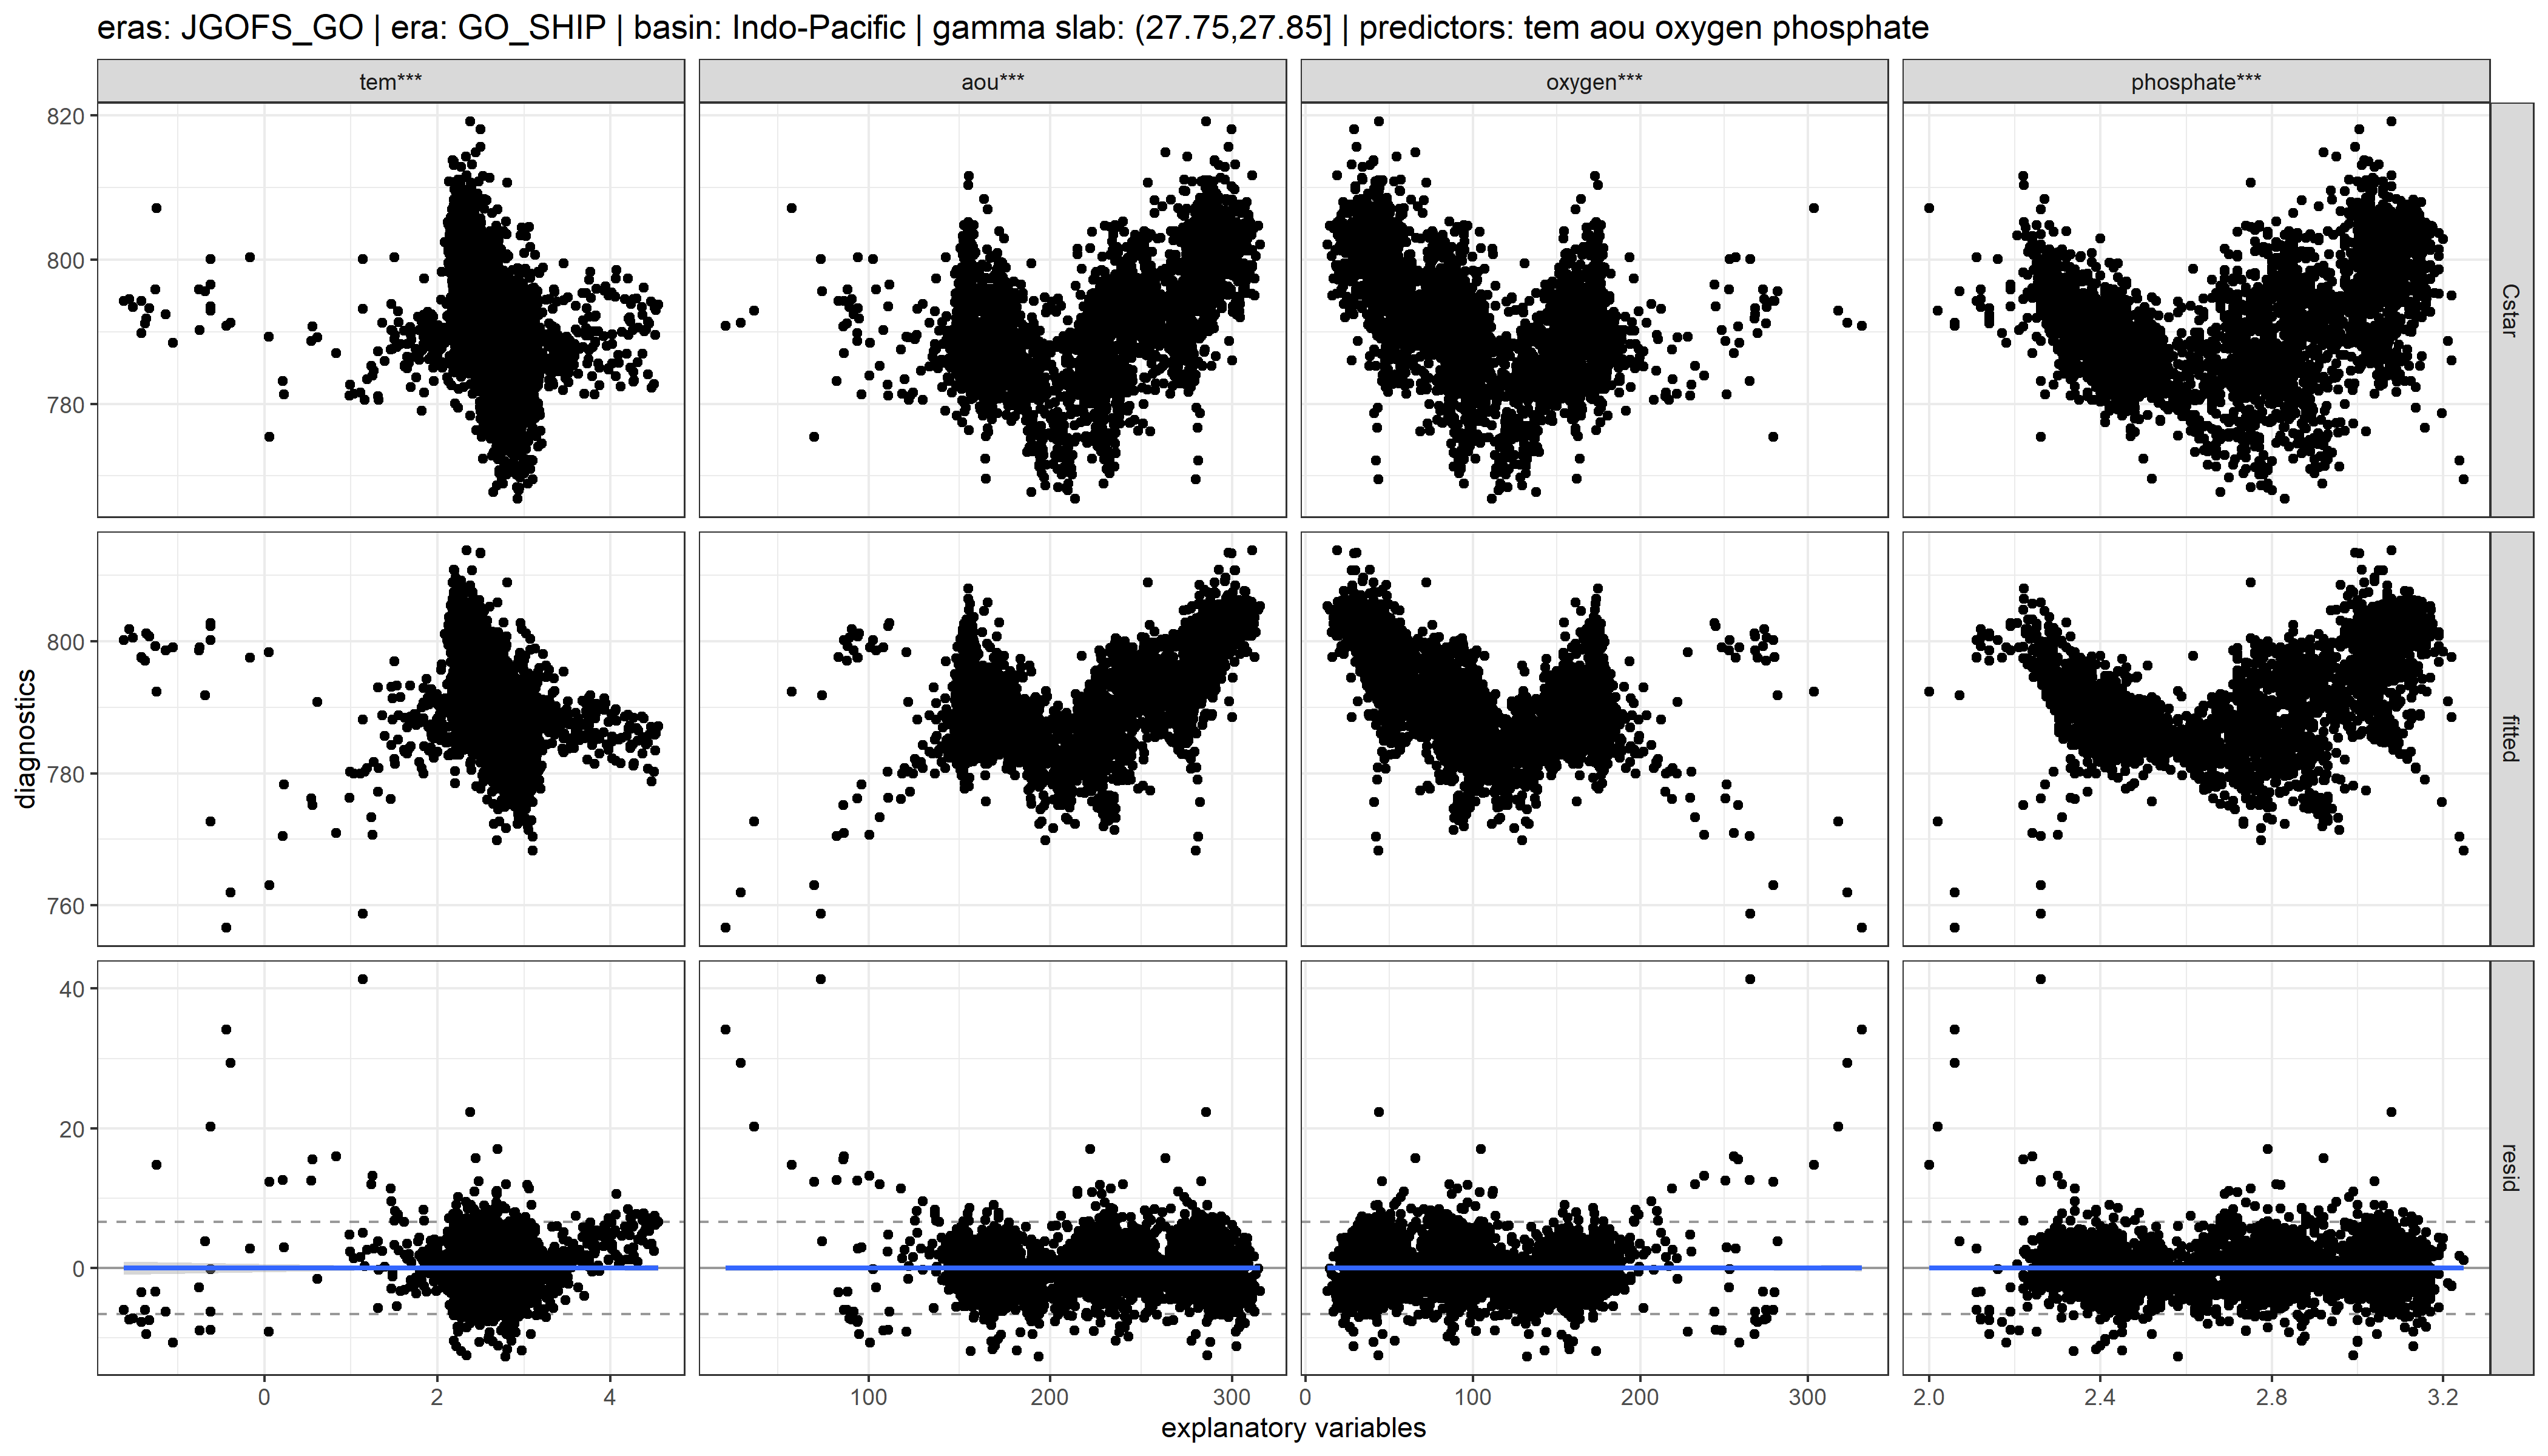 eras: JGOFS_GO | era: GO_SHIP | basin: Indo-Pacific | gamma slab: (27.75,27.85] | predictors: tem aou oxygen phosphate
tem*** aou*** oxygen*** phosphate***
820
800
780
Cstar
800
780
760
fitted
diagnostics
40
20
0
resid
0 2 4 100 200 300 0 100 200 300 2.0 2.4 2.8 3.2
explanatory variables